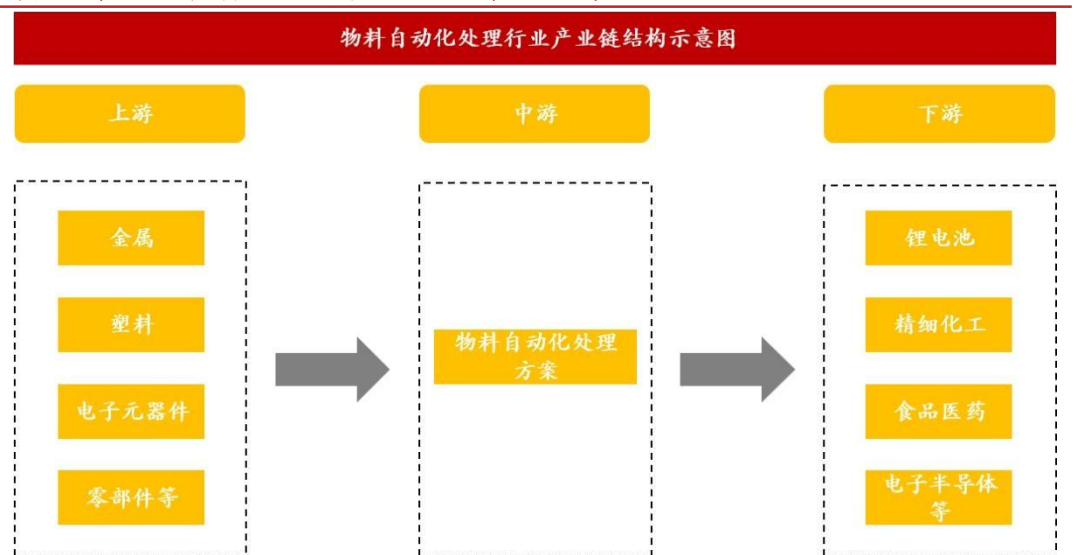 物料自动化处理行业产业链结构示意图
上游
中游
下游
金属
塑料
电子元器件
零部件等
物料自动化处理
方案
锂电池
精细化工
食品医药
电子半导体
等